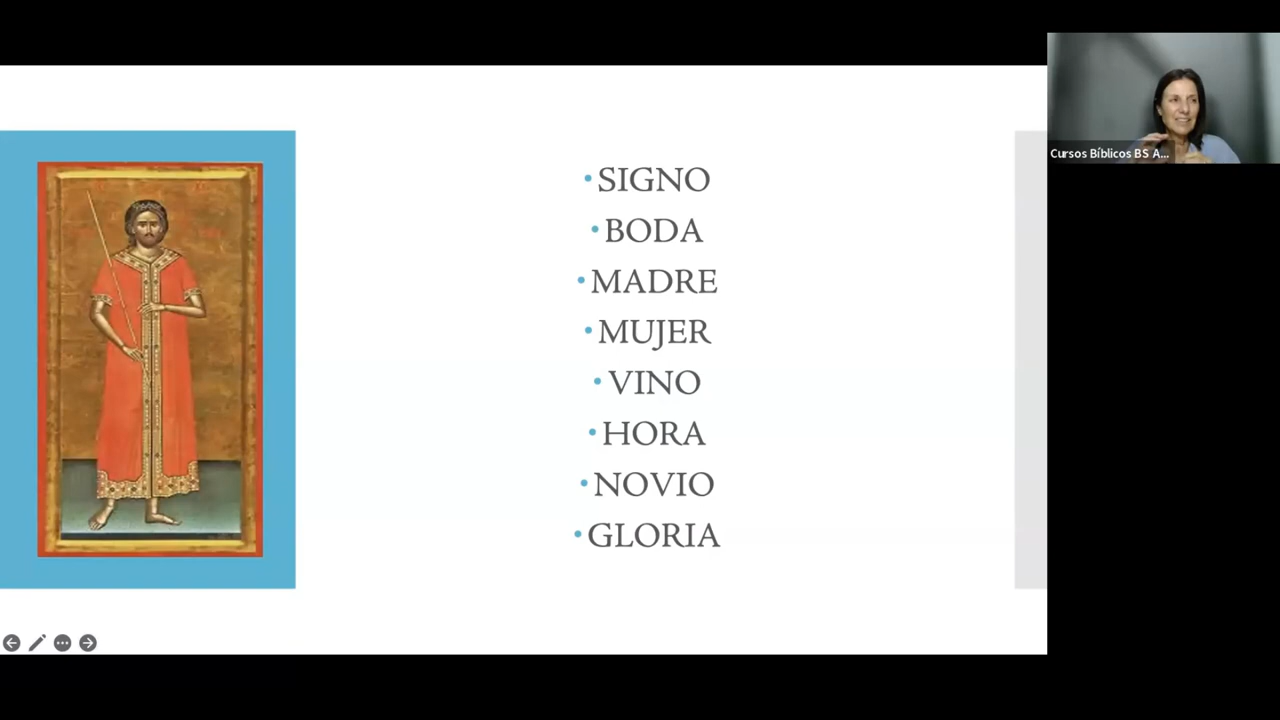 •SIGNO
•BODA
•MADRE
•MUJER
•VINO
•HORA
•NOVIO
•GLORIA
Cursos Bíblicos BS A...